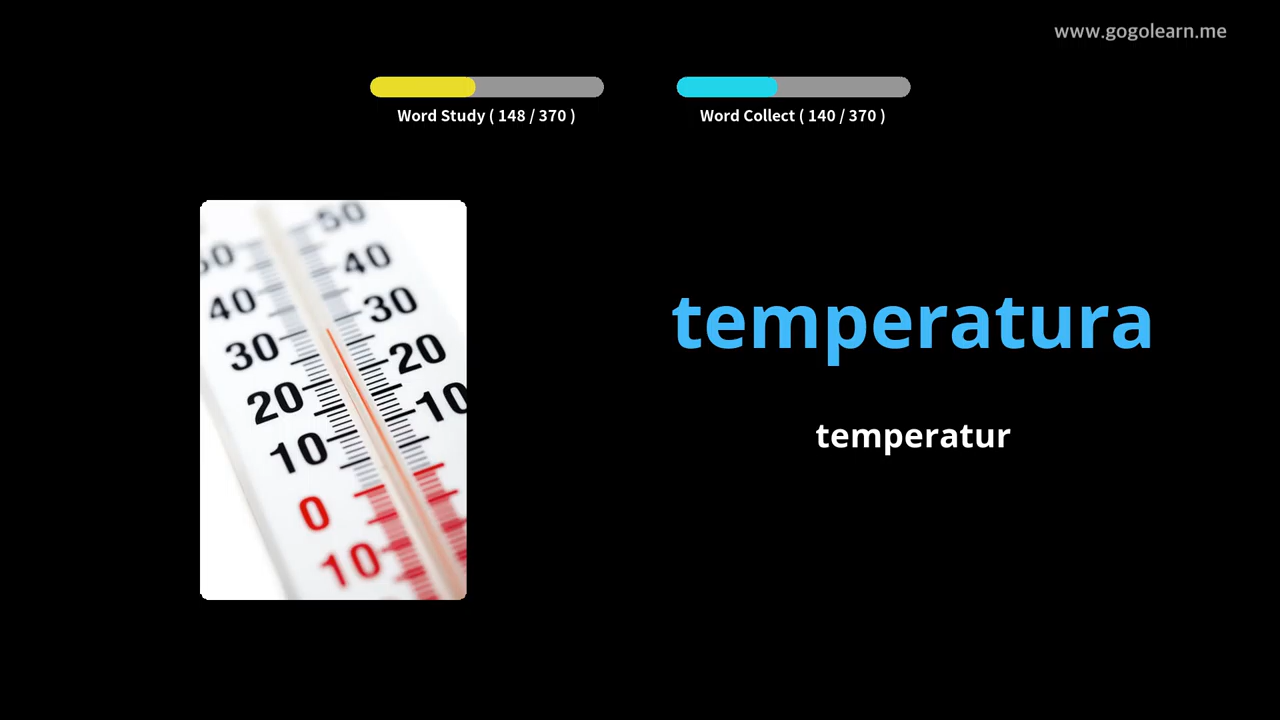 www.gogolearn.me
Word Study ( 148 / 370 )
Word Collect ( 140 / 370 )
50
50
40
40
30
30
20
20
10
10
0
10
temperatura
temperatur